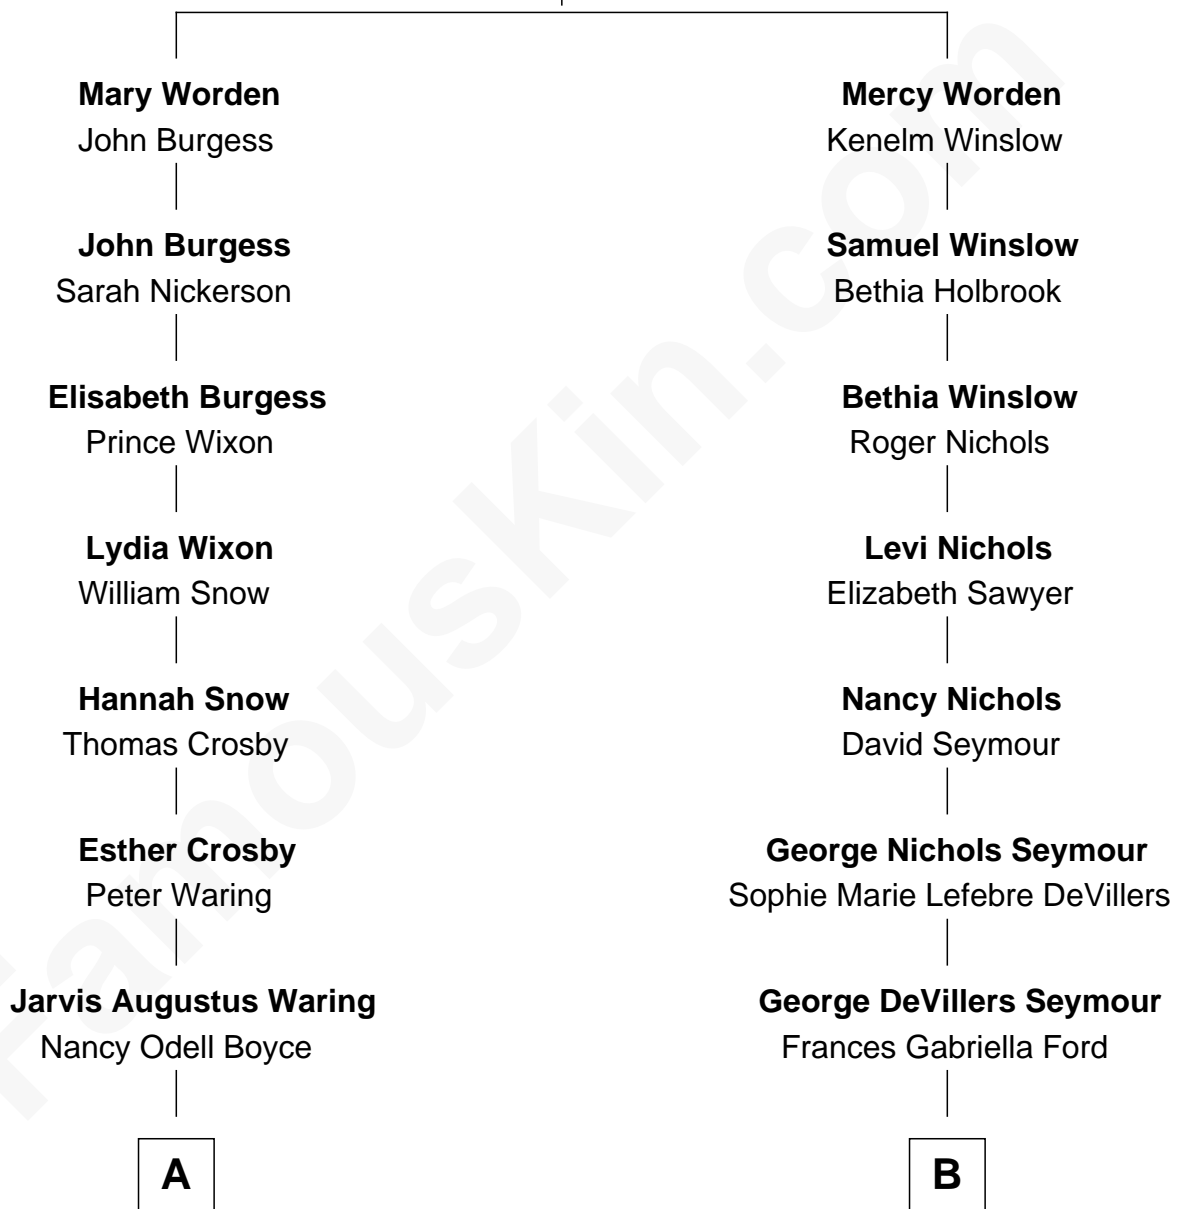 Mary Worden
John Burgess
John Burgess
Sarah Nickerson
Elisabeth Burgess
Prince Wixon
Lydia Wixon
William Snow
Hannah Snow
Thomas Crosby
Esther Crosby
Peter Waring
Jarvis Augustus Waring
Nancy Odell Boyce
A
Mercy Worden
Kenelm Winslow
Samuel Winslow
Bethia Holbrook
Bethia Winslow
Roger Nichols
Levi Nichols
Elizabeth Sawyer
Nancy Nichols
David Seymour
George Nichols Seymour
Sophie Marie Lefebre DeVillers
George DeVillers Seymour
Frances Gabriella Ford
B
FamousKin.com